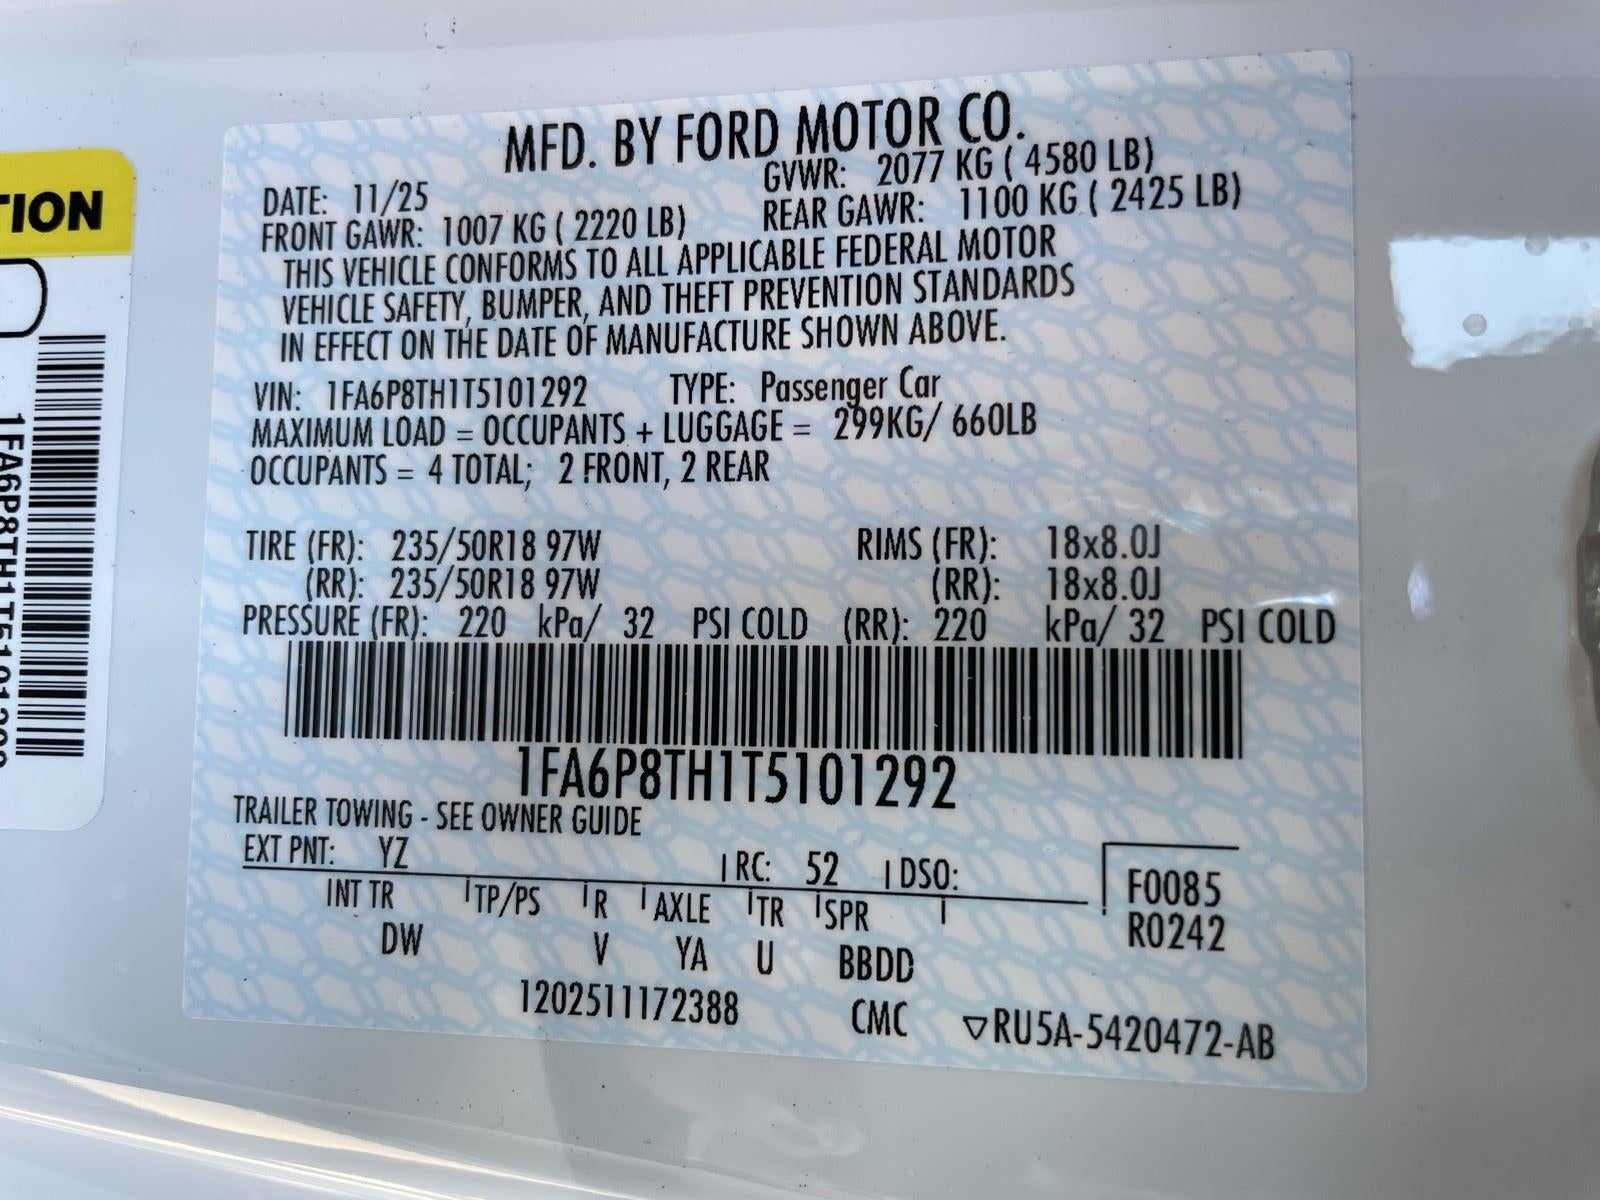 TION
1FA6P8TH1T5101292
MFD. BY FORD MOTOR CO.
DATE: 11/25 GVWR: 2077 KG ( 4580 LB)
FRONT GAWR: 1007 KG ( 2220 LB) REAR GAWR: 1100 KG ( 2425 LB)
THIS VEHICLE CONFORMS TO ALL APPLICABLE FEDERAL MOTOR
VEHICLE SAFETY, BUMPER, AND THEFT PREVENTION STANDARDS
IN EFFECT ON THE DATE OF MANUFACTURE SHOWN ABOVE.
VIN: 1FA6P8TH1T5101292 TYPE: Passenger Car
MAXIMUM LOAD = OCCUPANTS + LUGGAGE = 299KG/ 660LB
OCCUPANTS = 4 TOTAL; 2 FRONT, 2 REAR
TIRE (FR): 235/50R18 97W RIMS (FR): 18x8.0J
(RR): 235/50R18 97W (RR): 18x8.0J
PRESSURE (FR): 220 kPa/ 32 PSI COLD (RR): 220 kPa/ 32 PSI COLD
1FA6P8TH1T5101292
TRAILER TOWING - SEE OWNER GUIDE
EXT PNT: YZ RC: 52 DSO: F0085
INT TR TP/PS R AXLE TR SPR R0242
DW V YA U BBDD
1202511172388 CMC ▽RU5A-5420472-AB